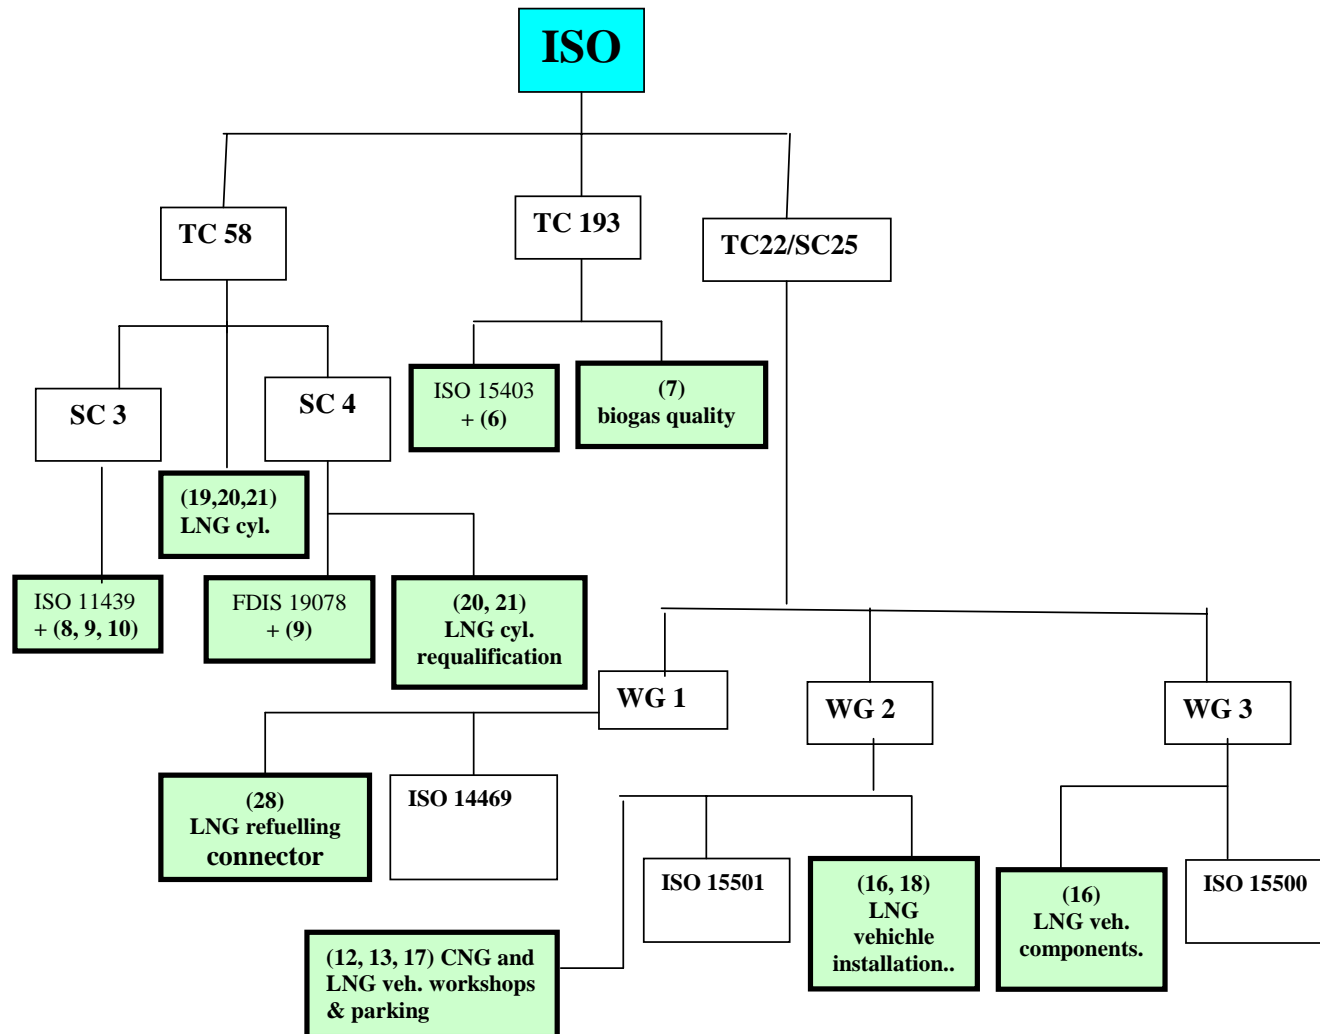 ISO
TC 58
TC 193
TC22/SC25
SC 3
SC 4
ISO 15403
+ (6)
(7)
biogas quality
(19,20,21)
LNG cyl.
ISO 11439
+ (8, 9, 10)
FDIS 19078
+ (9)
(20, 21)
LNG cyl.
requalification
WG 1
WG 2
WG 3
(28)
LNG refuelling
connector
ISO 14469
ISO 15501
(16, 18)
LNG
vehichle
installation..
(16)
LNG veh.
components.
ISO 15500
(12, 13, 17) CNG and
LNG veh. workshops
& parking